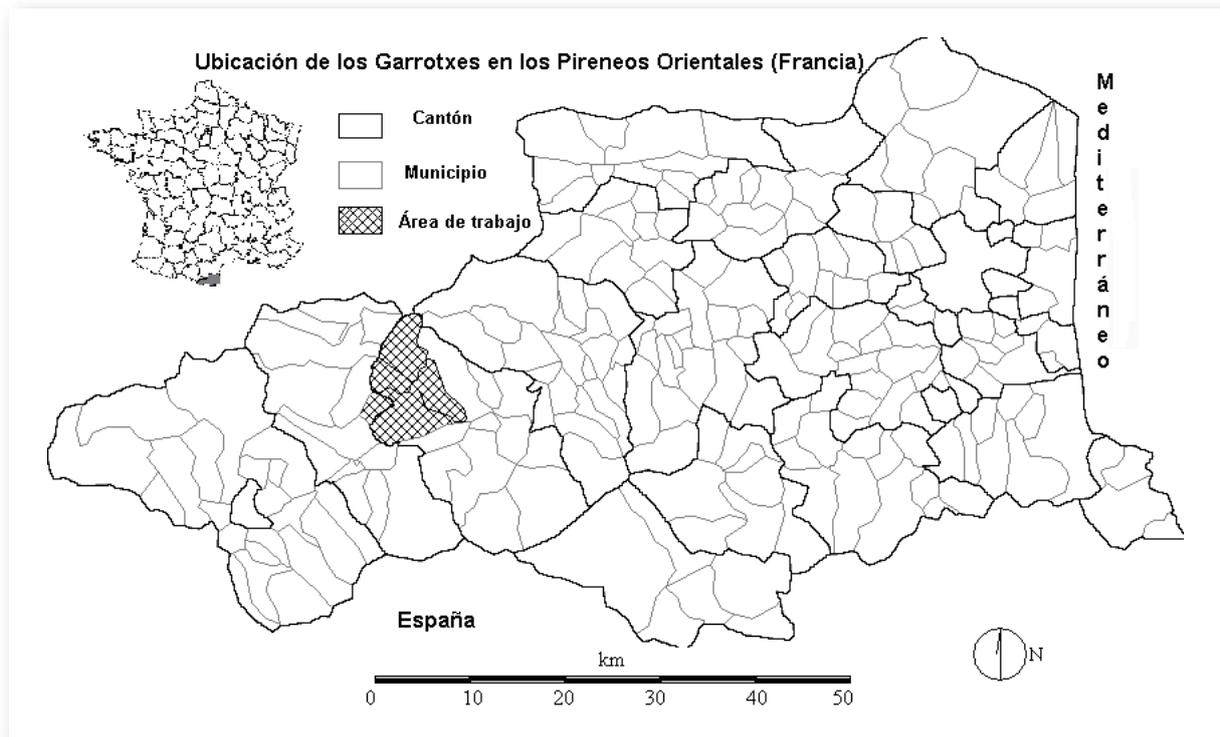 Ubicación de los Garrotxes en los Pireneos Orientales (Francia)
Cantón
Municipio
Área de trabajo
Mediterráneo
España
km
0 10 20 30 40 50
N